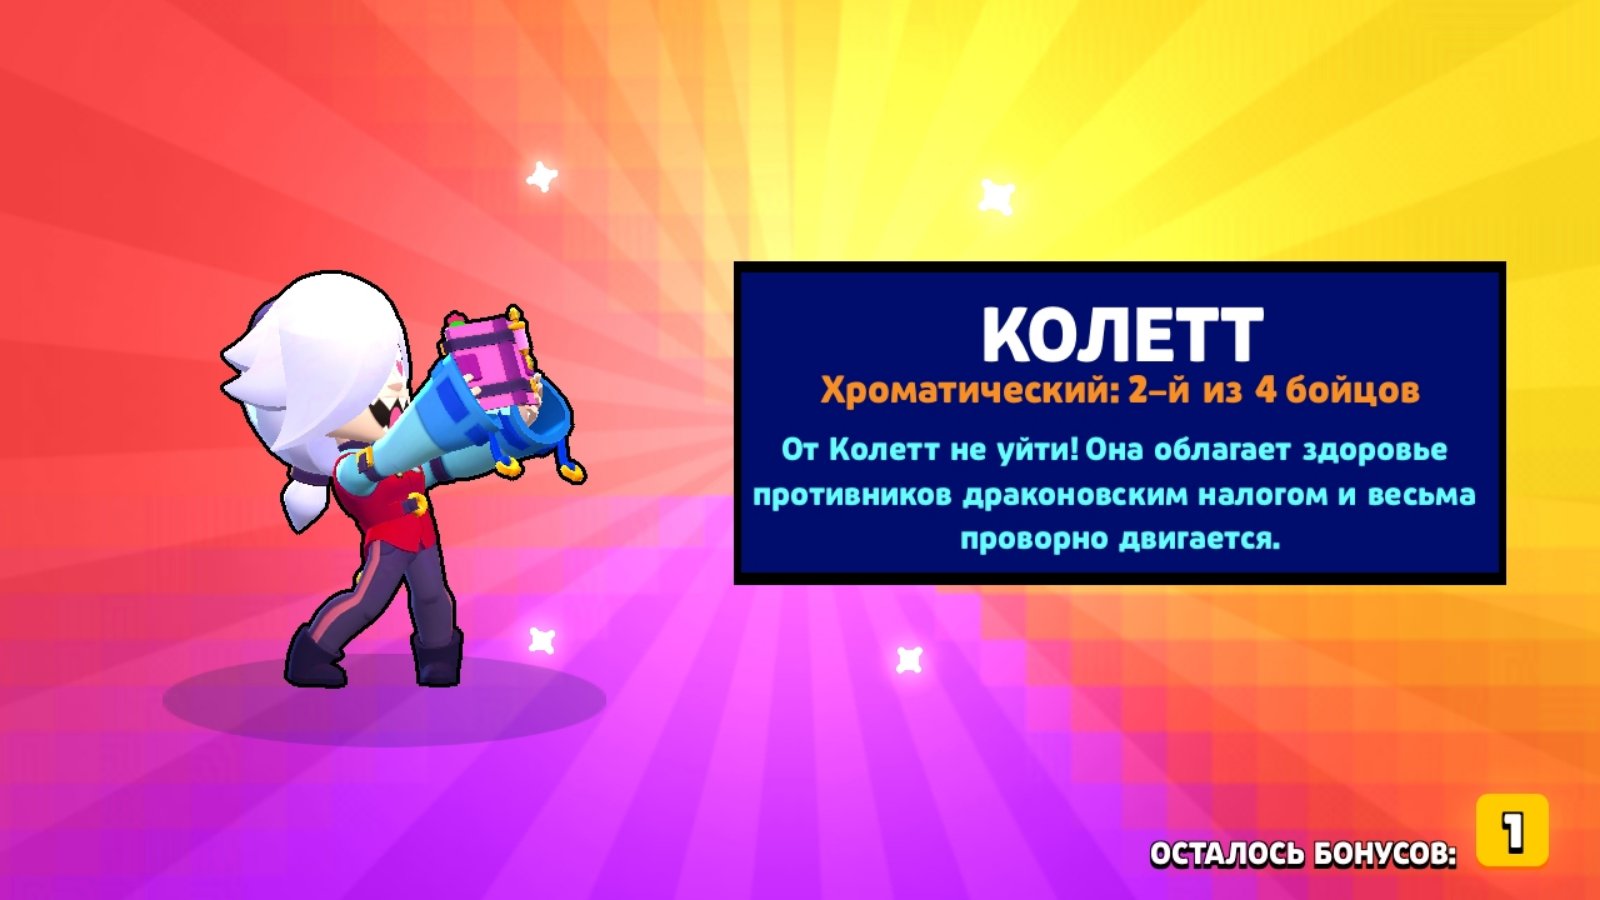 КОЛЕТТ
Хроматический: 2-й из 4 бойцов
От Колетт не уйти! Она облагает здоровье
противников драконовским налогом и весьма
проворно двигается.
ОСТАЛОСЬ БОНУСОВ: 1